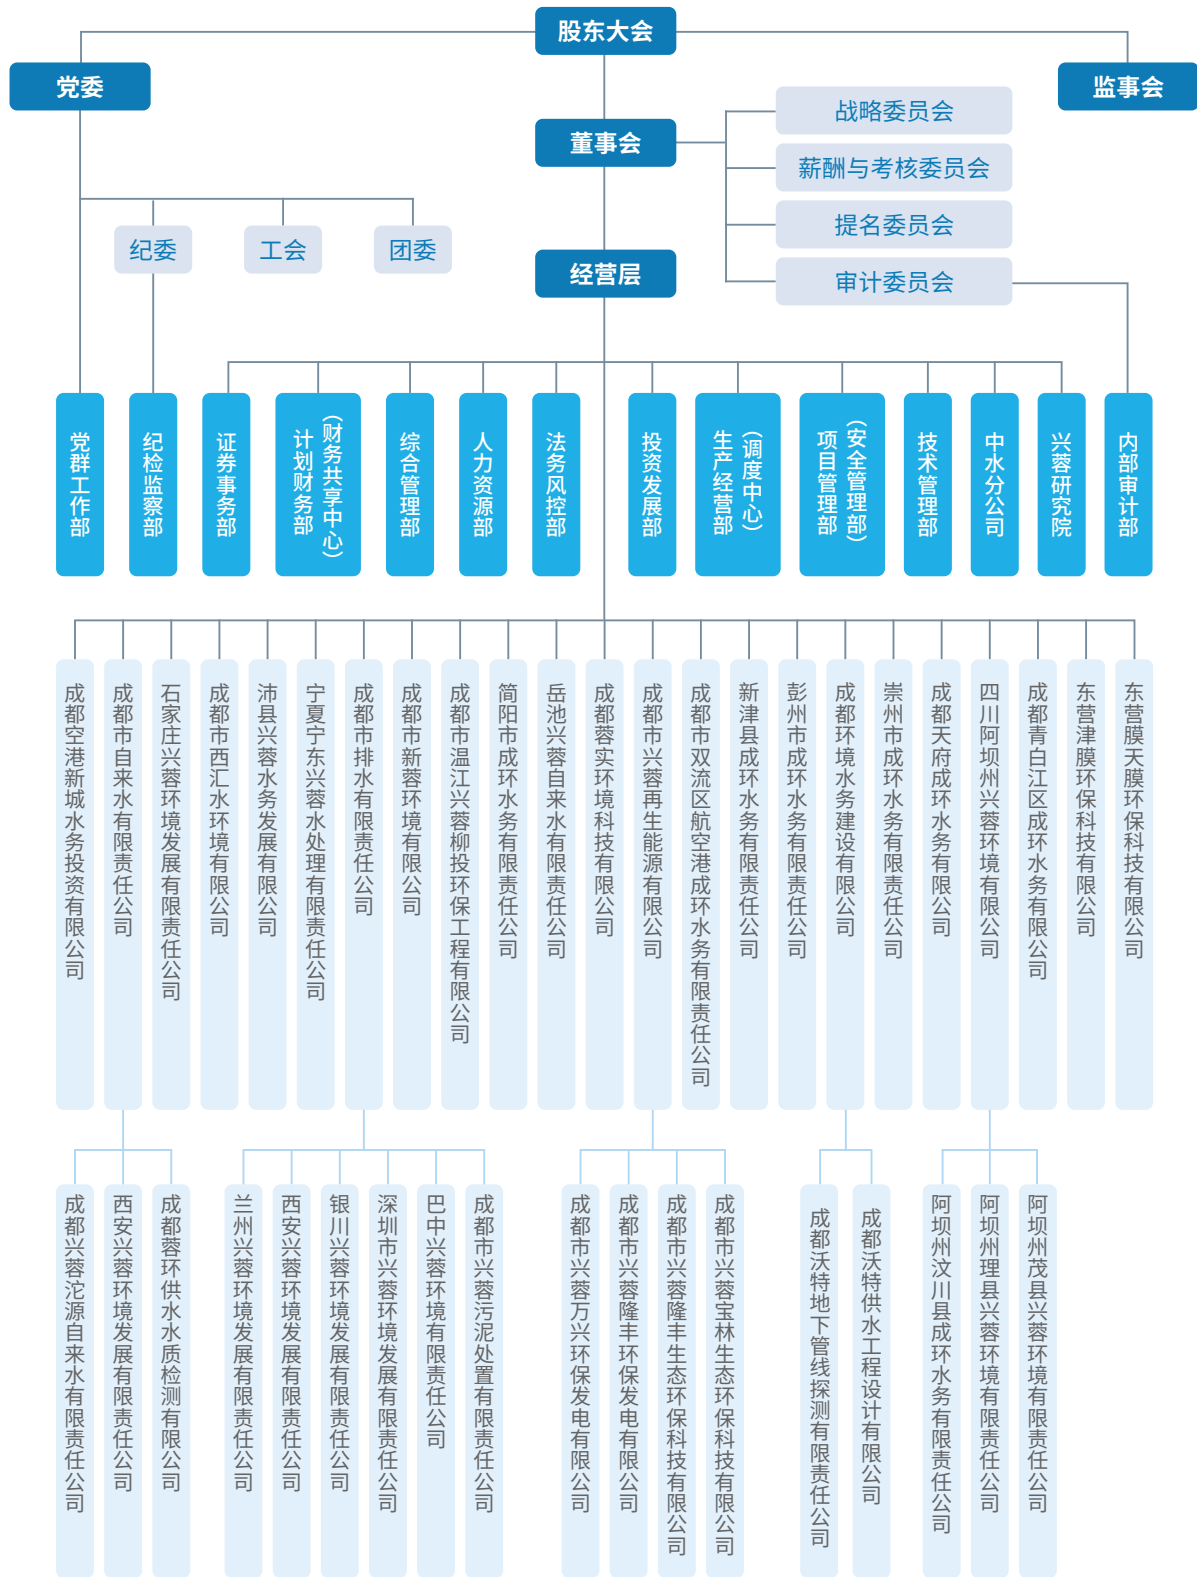 股东大会
党委
监事会
董事会
战略委员会
薪酬与考核委员会
提名委员会
审计委员会
纪委
工会
团委
经营层
党群工作部
纪检监察部
证券事务部
计划财务部
（财务共享中心）
综合管理部
人力资源部
法务风控部
投资发展部
生产经营部
（调度中心）
项目管理部
（安全管理部）
技术管理部
中水分公司
兴蓉研究院
内部审计部
成都空港新城水务投资有限公司
成都市自来水有限责任公司
石家庄兴蓉环境发展有限责任公司
成都市西汇水环境有限公司
沛县兴蓉水务发展有限公司
宁夏宁东兴蓉水处理有限责任公司
成都市排水有限责任公司
成都市新蓉环境有限公司
成都市温江兴蓉柳投环保工程有限公司
简阳市成环水务有限责任公司
岳池兴蓉自来水有限责任公司
成都蓉实环境科技有限公司
成都市兴蓉再生能源有限公司
成都市双流区航空港成环水务有限责任公司
新津县成环水务有限责任公司
彭州市成环水务有限责任公司
成都环境水务建设有限公司
崇州市成环水务有限责任公司
成都天府成环水务有限公司
四川阿坝州兴蓉环境有限公司
成都青白江区成环水务有限公司
东营津膜环保科技有限公司
东营膜天膜环保科技有限公司
成都兴蓉沱源自来水有限责任公司
西安兴蓉环境发展有限责任公司
成都蓉环供水水质检测有限公司
兰州兴蓉环境发展有限责任公司
西安兴蓉环境发展有限责任公司
银川兴蓉环境发展有限责任公司
深圳市兴蓉环境发展有限责任公司
巴中兴蓉环境有限责任公司
成都市兴蓉污泥处置有限责任公司
成都市兴蓉万兴环保发电有限公司
成都市兴蓉隆丰环保发电有限公司
成都市兴蓉隆丰生态环保科技有限公司
成都市兴蓉宝林生态环保科技有限公司
成都沃特地下管线探测有限责任公司
成都沃特供水工程设计有限公司
阿坝州汶川县成环水务有限责任公司
阿坝州理县兴蓉环境有限责任公司
阿坝州茂县兴蓉环境有限责任公司